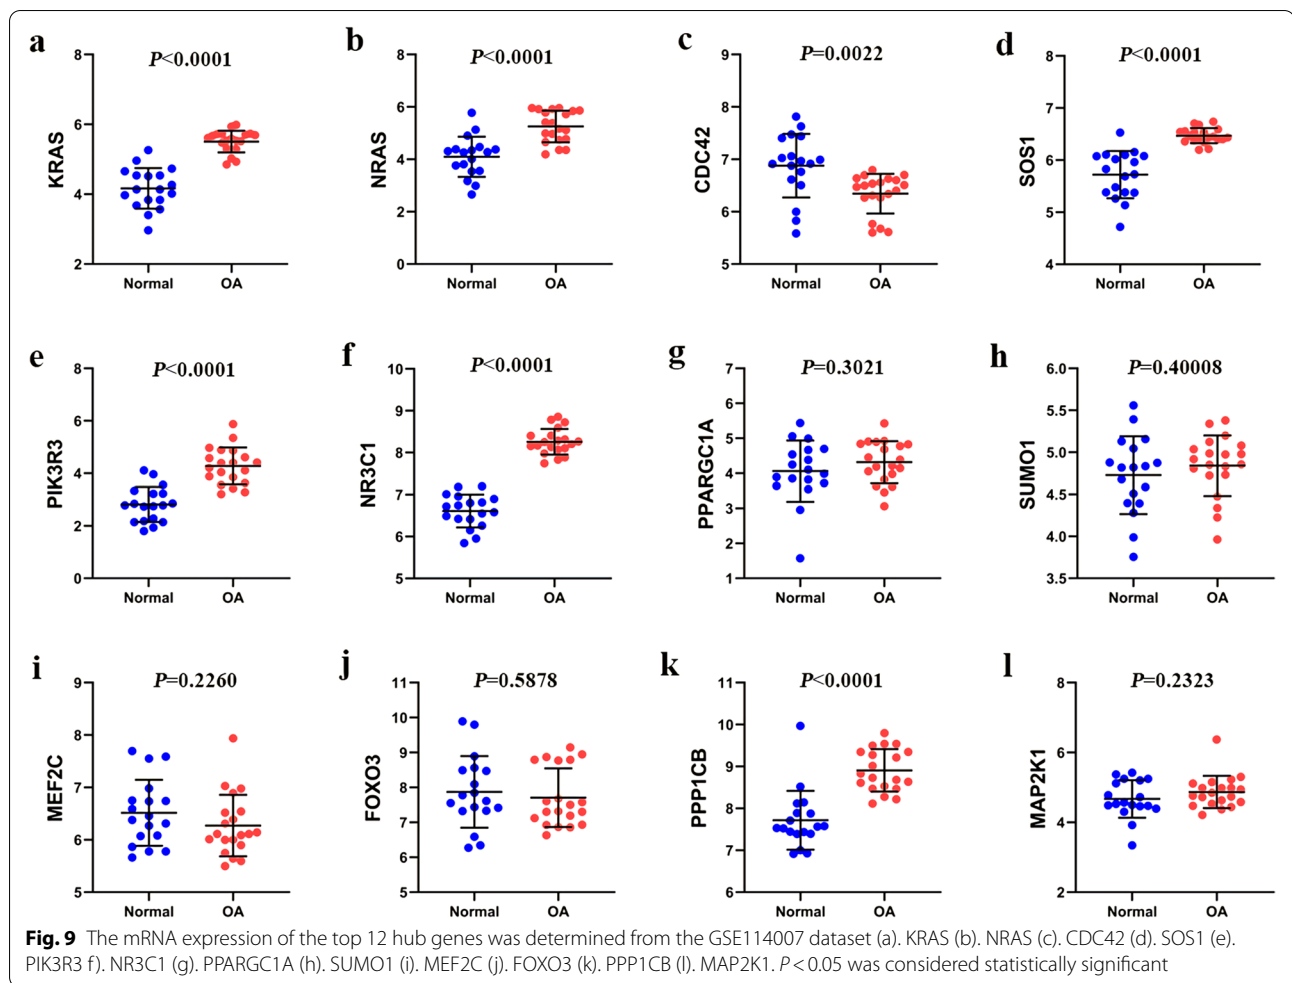 a
P<0.0001
KRAS
8
6
4
2
Normal OA
b
P<0.0001
NRAS
8
6
4
2
0
Normal OA
c
P=0.0022
CDC42
9
8
7
6
5
Normal OA
d
P<0.0001
SOS1
8
7
6
5
4
Normal OA
e
P<0.0001
PIK3R3
8
6
4
2
0
Normal OA
f
P<0.0001
NR3C1
10
9
8
7
6
5
Normal OA
g
P=0.3021
PPARGC1A
7
6
5
4
3
2
1
Normal OA
h
P=0.40008
SUMO1
6.0
5.5
5.0
4.5
4.0
3.5
Normal OA
i
P=0.2260
MEF2C
9
8
7
6
5
Normal OA
j
P=0.5878
FOXO3
11
10
9
8
7
6
5
Normal OA
k
P<0.0001
PPP1CB
11
10
9
8
7
6
Normal OA
l
P=0.2323
MAP2K1
8
6
4
2
Normal OA
Fig. 9 The mRNA expression of the top 12 hub genes was determined from the GSE114007 dataset (a). KRAS (b). NRAS (c). CDC42 (d). SOS1 (e).
PIK3R3 f). NR3C1 (g). PPARGC1A (h). SUMO1 (i). MEF2C (j). FOXO3 (k). PPP1CB (l). MAP2K1. P < 0.05 was considered statistically significant